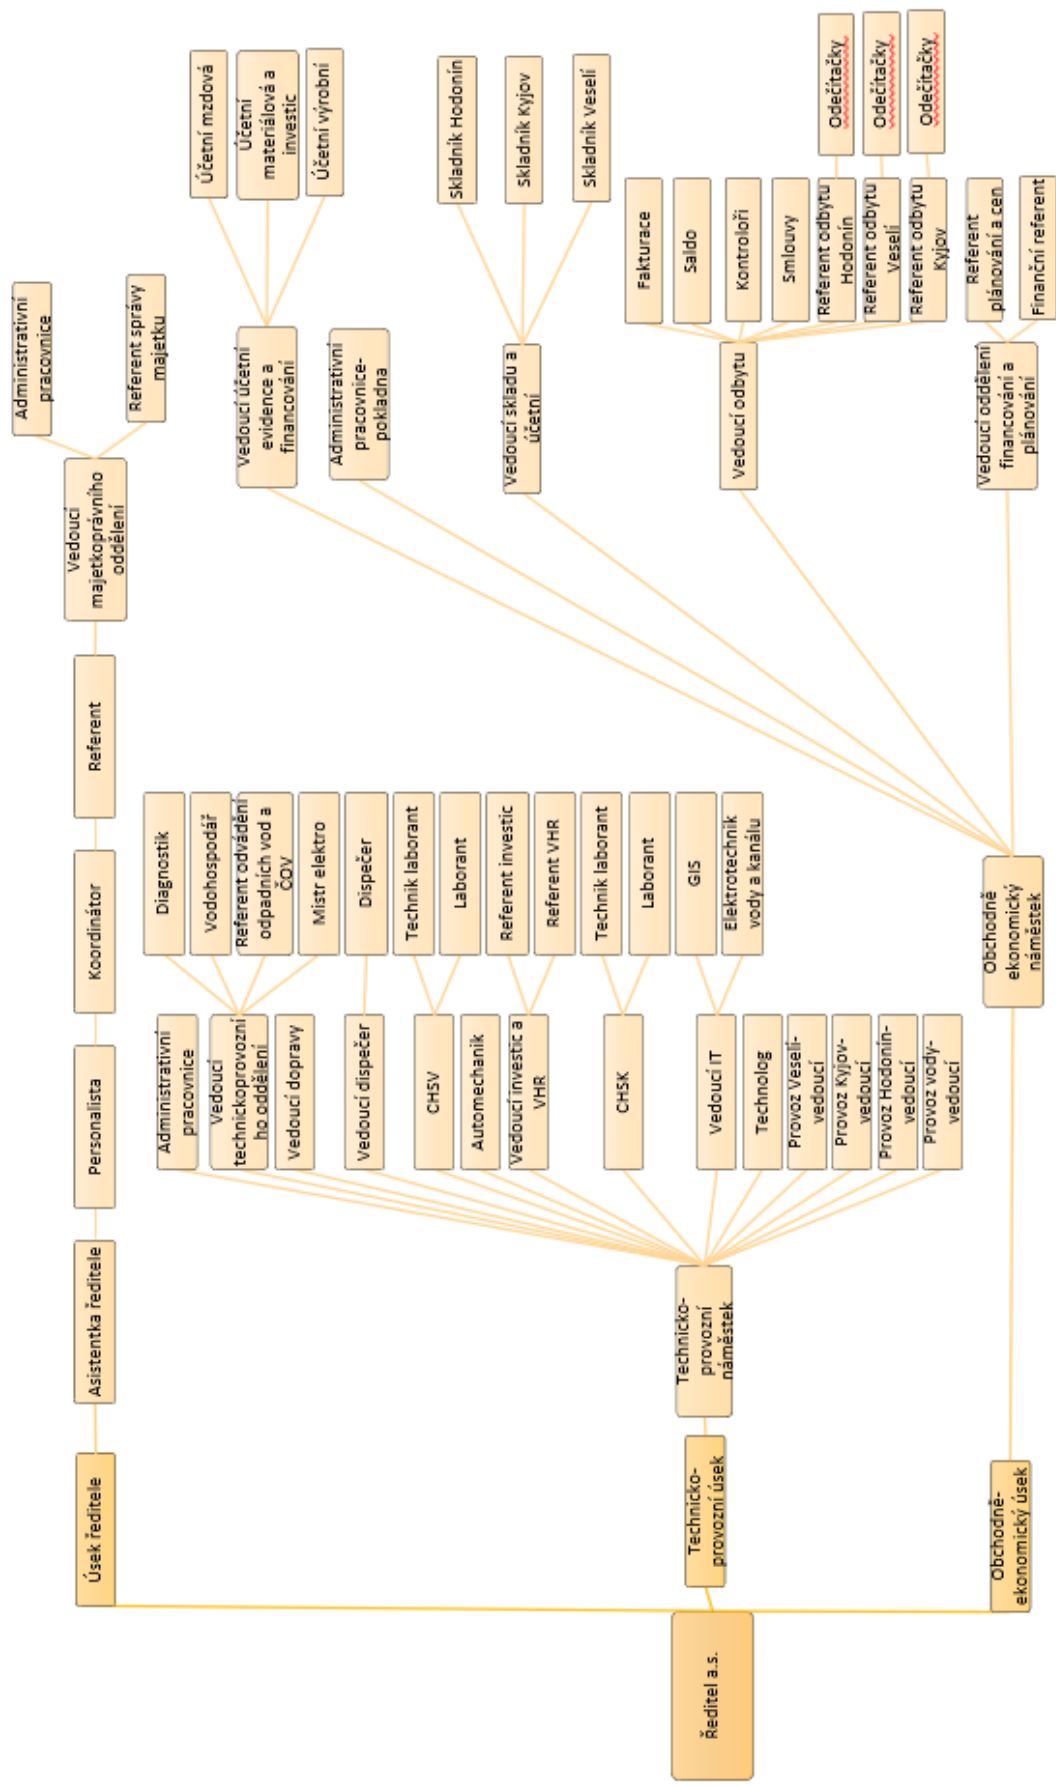 Ředitel a.s.
Úsek ředitele
Asistentka ředitele
Personalista
Koordinátor
Referent
Vedoucí
majetkoprávního
oddělení
Administrativní
pracovnice
Referent správy
majetku
Technicko-
provozní úsek
Technicko-
provozní
náměstek
Administrativní
pracovnice
Vedoucí
technickoprovozní
ho oddělení
Diagnostik
Vodohospodář
Referent odvádění
odpadních vod a
ČOV
Mistr elektro
Vedoucí dopravy
Vedoucí dispečer
Dispečer
CHSV
Technik laborant
Laborant
Automechanik
Vedoucí investic a
VHR
Referent investic
Referent VHR
CHSK
Technik laborant
Laborant
Vedoucí IT
GIS
Elektrotechnik
vody a kanálu
Technolog
Provoz Veselí-
vedoucí
Provoz Kyjov-
vedoucí
Provoz Hodonín-
vedoucí
Provoz vody-
vedoucí
Obchodně-
ekonomický úsek
Obchodně
ekonomický
náměstek
Vedoucí účetní
evidence a
financování
Účetní mzdová
Účetní
materiálová a
investic
Účetní výrobní
Administrativní
pracovnice-
pokladna
Vedoucí skladu a
účetní
Skladník Hodonín
Skladník Kyjov
Skladník Veselí
Vedoucí odbytu
Fakturace
Saldo
Kontroloři
Smlouvy
Referent odbytu
Hodonín
Odečítačky
Referent odbytu
Veselí
Odečítačky
Referent odbytu
Kyjov
Odečítačky
Vedoucí oddělení
financování a
plánování
Referent
plánování a cen
Finanční referent